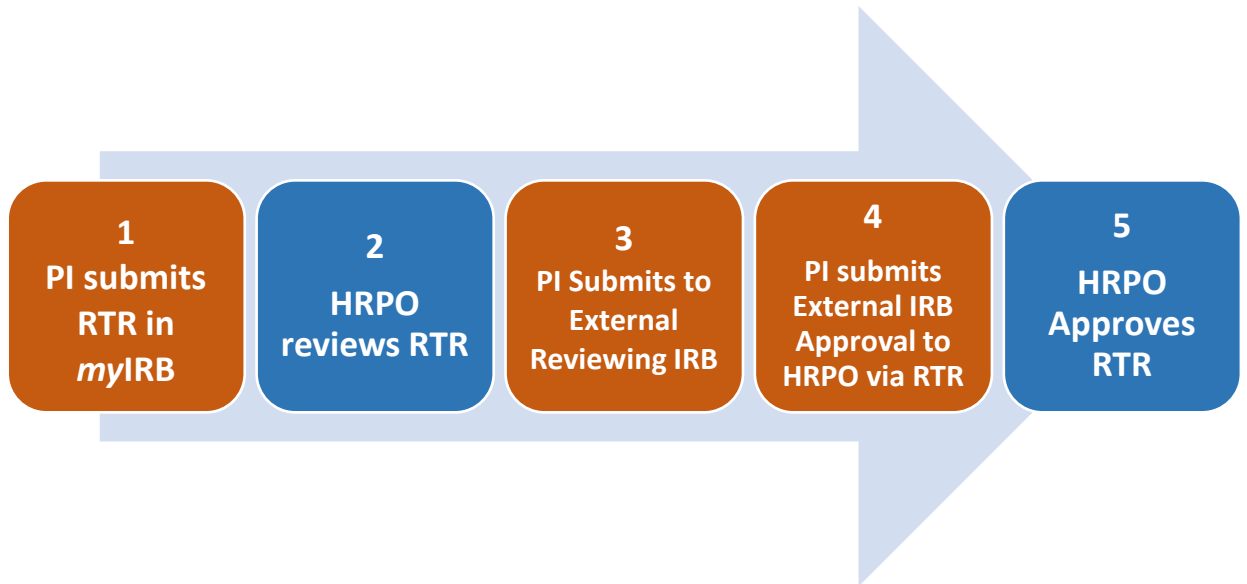 1
PI submits
RTR in
myIRB
2
HRPO
reviews RTR
3
PI Submits to
External
Reviewing IRB
4
PI submits
External IRB
Approval to
HRPO via RTR
5
HRPO
Approves
RTR